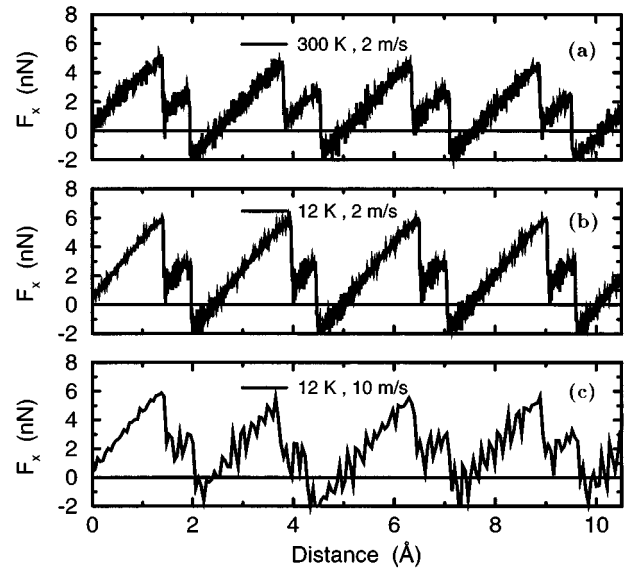 8
6
4
2
0
-2
F_x (nN)
300 K , 2 m/s
(a)
8
6
4
2
0
-2
F_x (nN)
12 K , 2 m/s
(b)
8
6
4
2
0
-2
F_x (nN)
12 K , 10 m/s
(c)
0 2 4 6 8 10
Distance (Å)